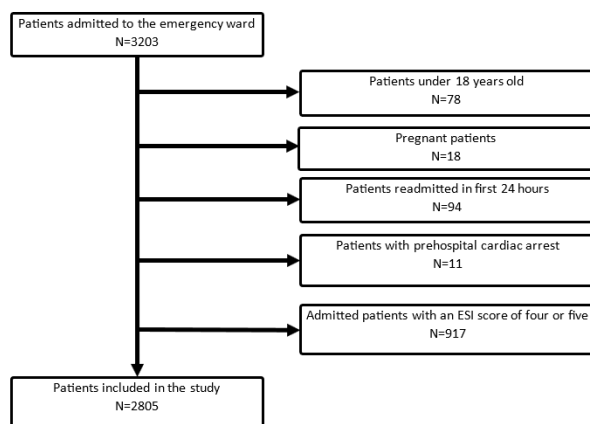 Patients admitted to the emergency ward
N=3203
Patients under 18 years old
N=78
Pregnant patients
N=18
Patients readmitted in first 24 hours
N=94
Patients with prehospital cardiac arrest
N=11
Admitted patients with an ESI score of four or five
N=917
Patients included in the study
N=2805